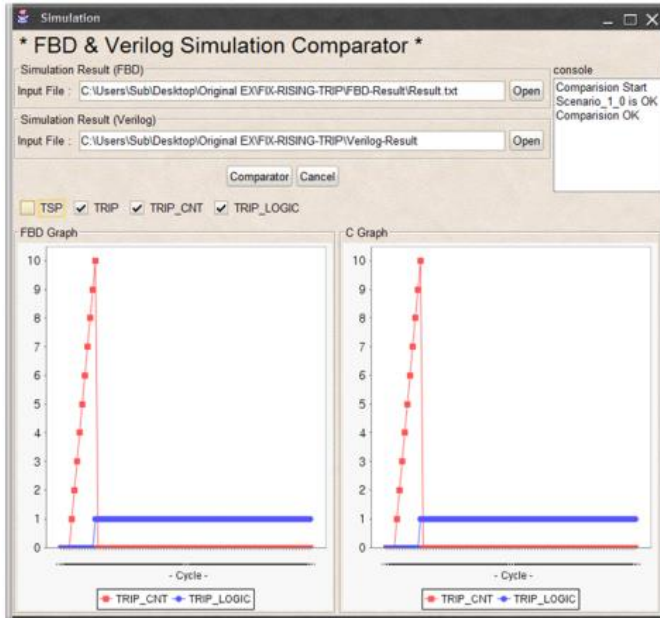 Simulation
* FBD & Verilog Simulation Comparator *
Simulation Result (FBD)
Input File : C:\Users\Sub\Desktop\Original EX\FIX-RISING-TRIP\FBD-Result\Result.txt Open
Simulation Result (Verilog)
Input File : C:\Users\Sub\Desktop\Original EX\FIX-RISING-TRIP\Verilog-Result Open
console
Comparision Start
Scenario_1_0 is OK
Comparision OK
Comparator Cancel
TSP TRIP TRIP_CNT TRIP_LOGIC
FBD Graph
10
9
8
7
6
5
4
3
2
1
0
- Cycle -
TRIP_CNT TRIP_LOGIC
C Graph
10
9
8
7
6
5
4
3
2
1
0
- Cycle -
TRIP_CNT TRIP_LOGIC